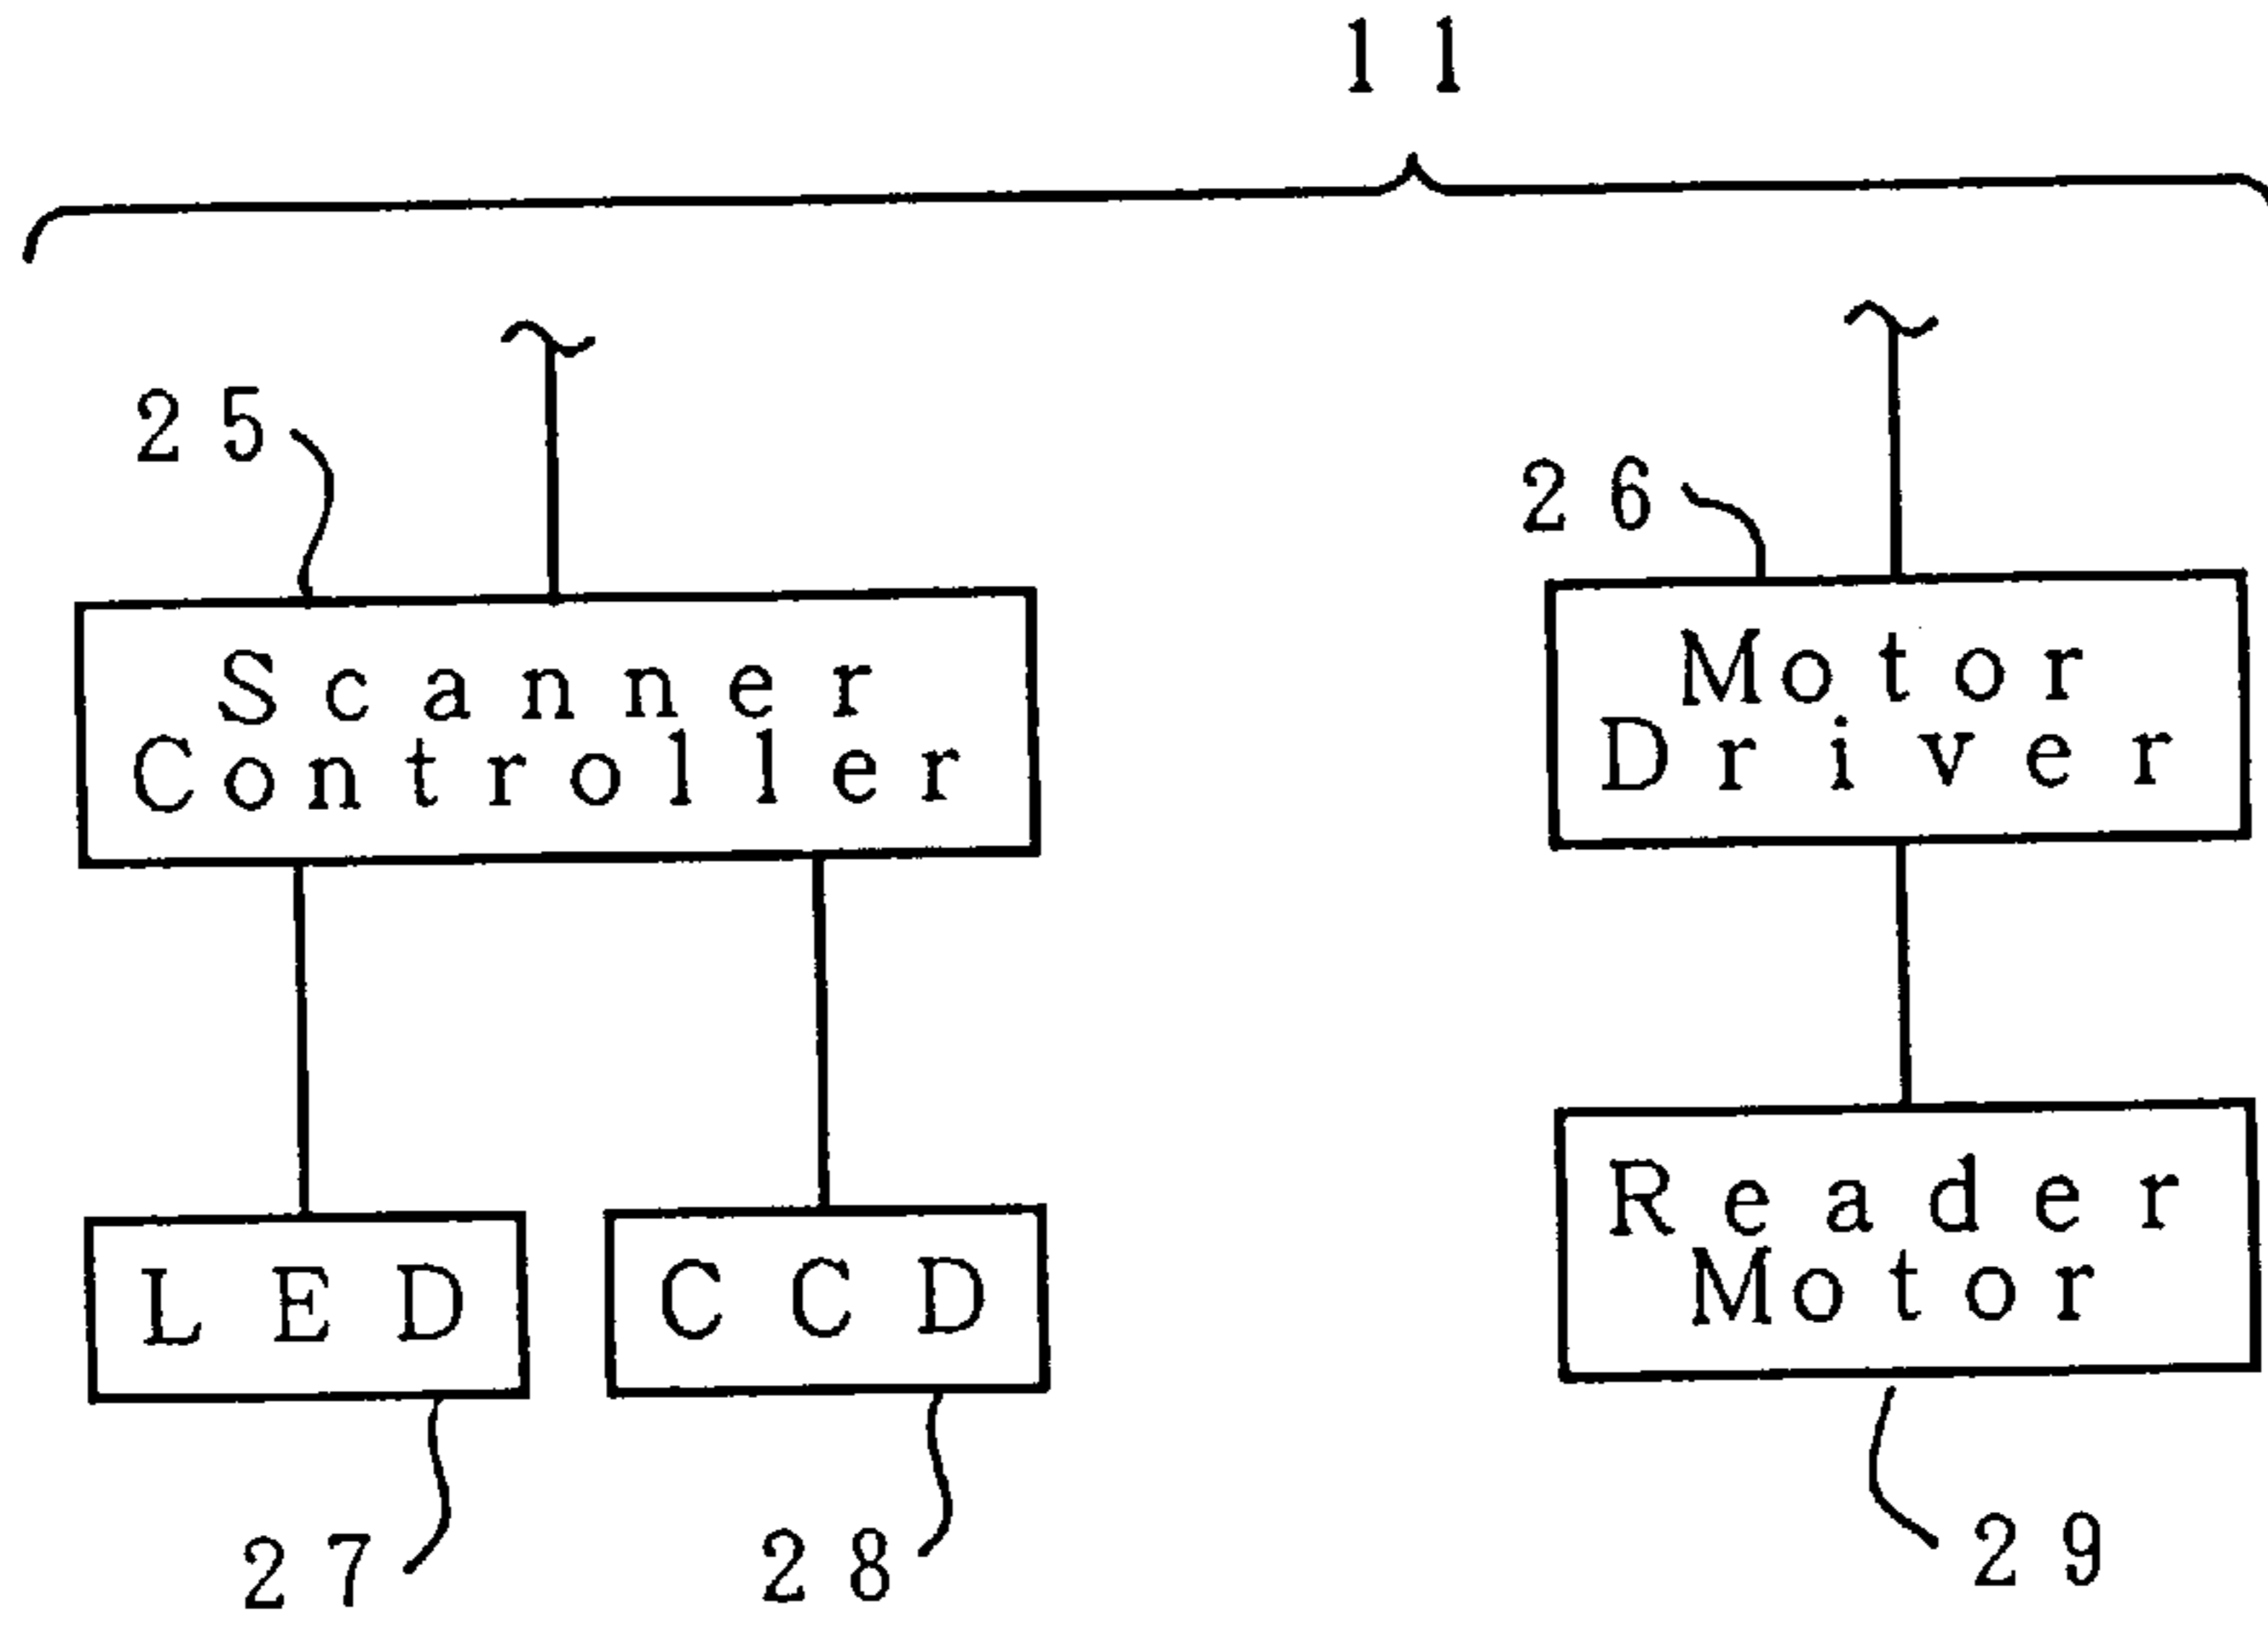 11
25
26
Scanner
Controller
Motor
Driver
Reader
Motor
LED
CCD
27
28
29